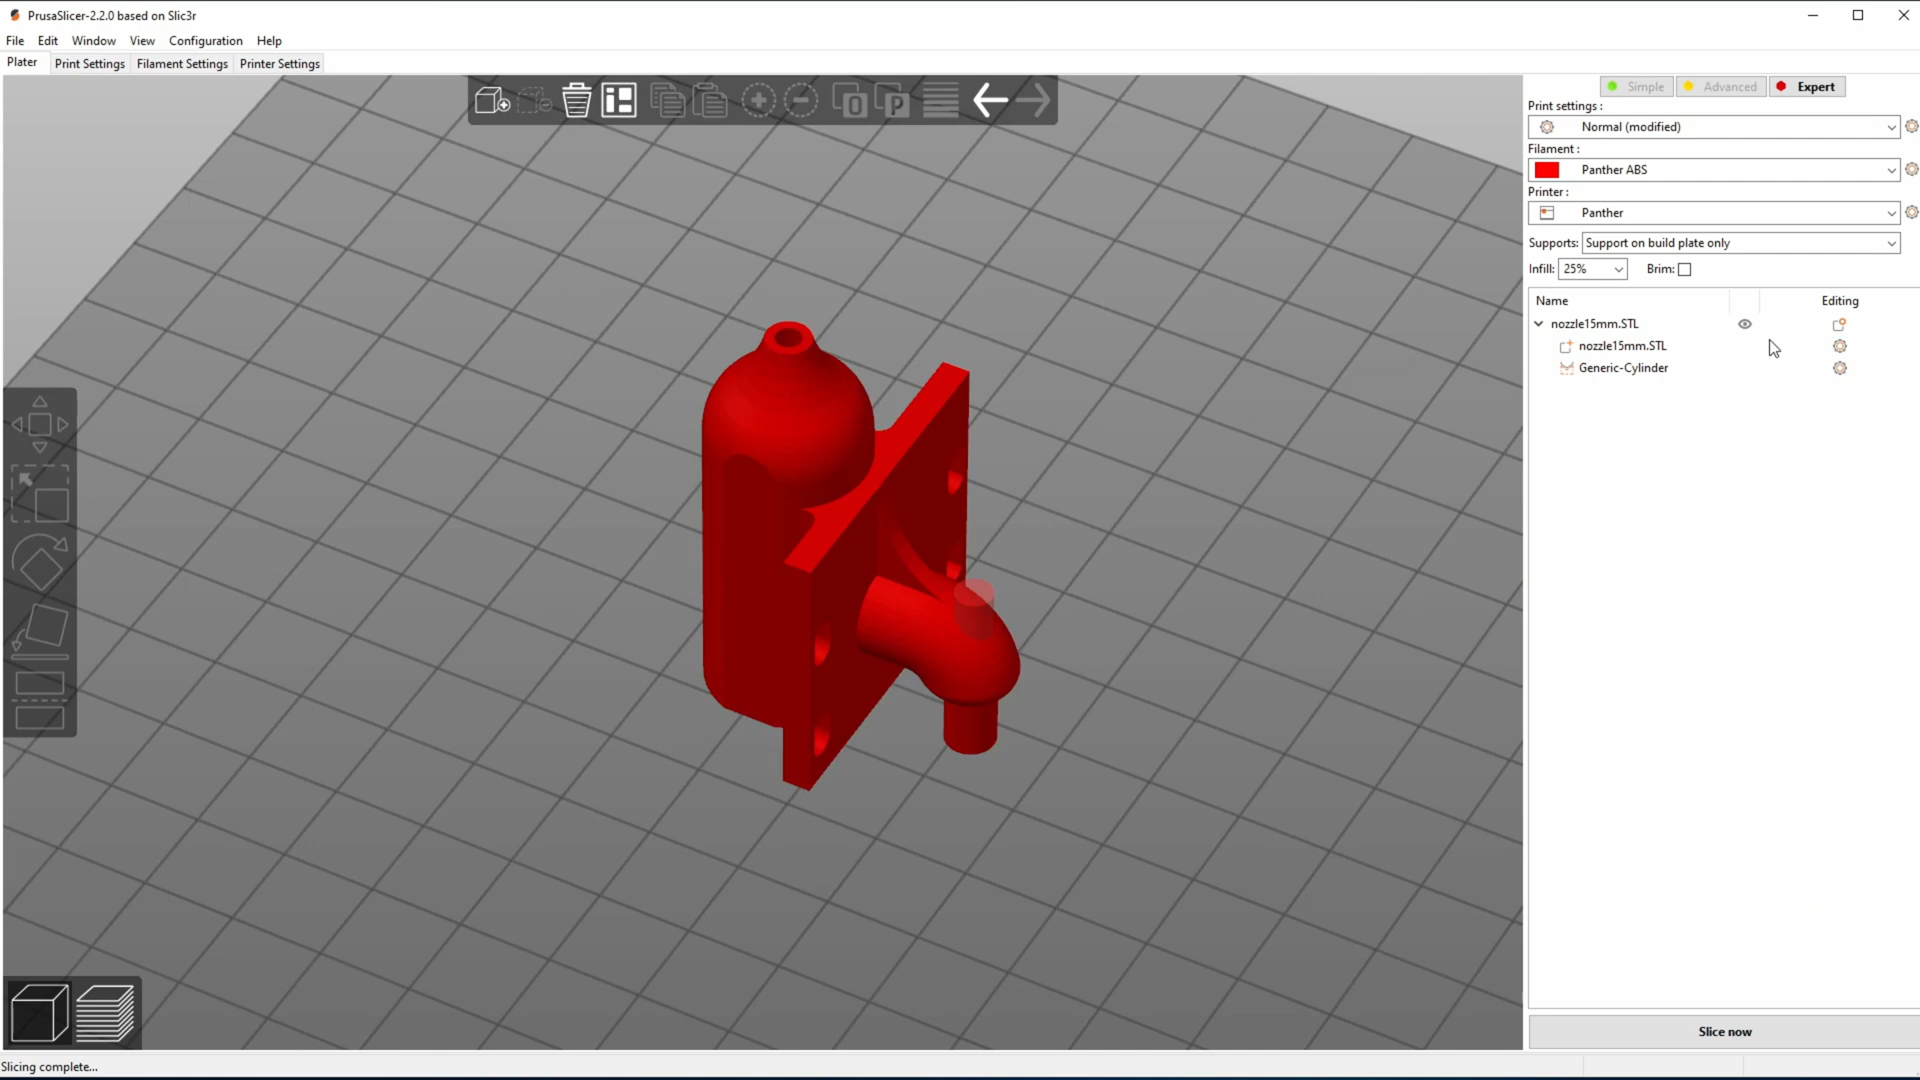 PrusaSlicer-2.2.0 based on Slic3r
File Edit Window View Configuration Help
Plater Print Settings Filament Settings Printer Settings
Simple Advanced Expert
Print settings :
Normal (modified)
Filament :
Panther ABS
Printer :
Panther
Supports: Support on build plate only
Infill: 25% Brim:
Name Editing
nozzle15mm.STL
nozzle15mm.STL
Generic-Cylinder
O P
Slice now
Slicing complete...